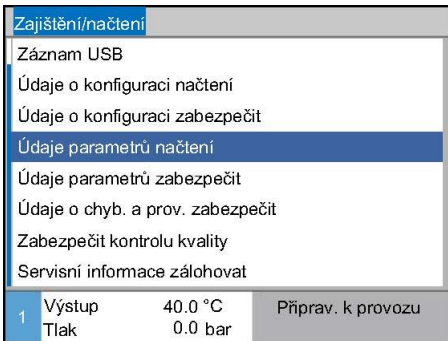 Zajištění/načtení
Záznam USB
Údaje o konfiguraci načtení
Údaje o konfiguraci zabezpečit
Údaje parametrů načtení
Údaje parametrů zabezpečit
Údaje o chyb. a prov. zabezpečit
Zabezpečit kontrolu kvality
Servisní informace zálohovat
1 Výstup 40.0 °C Připrav. k provozu
Tlak 0.0 bar